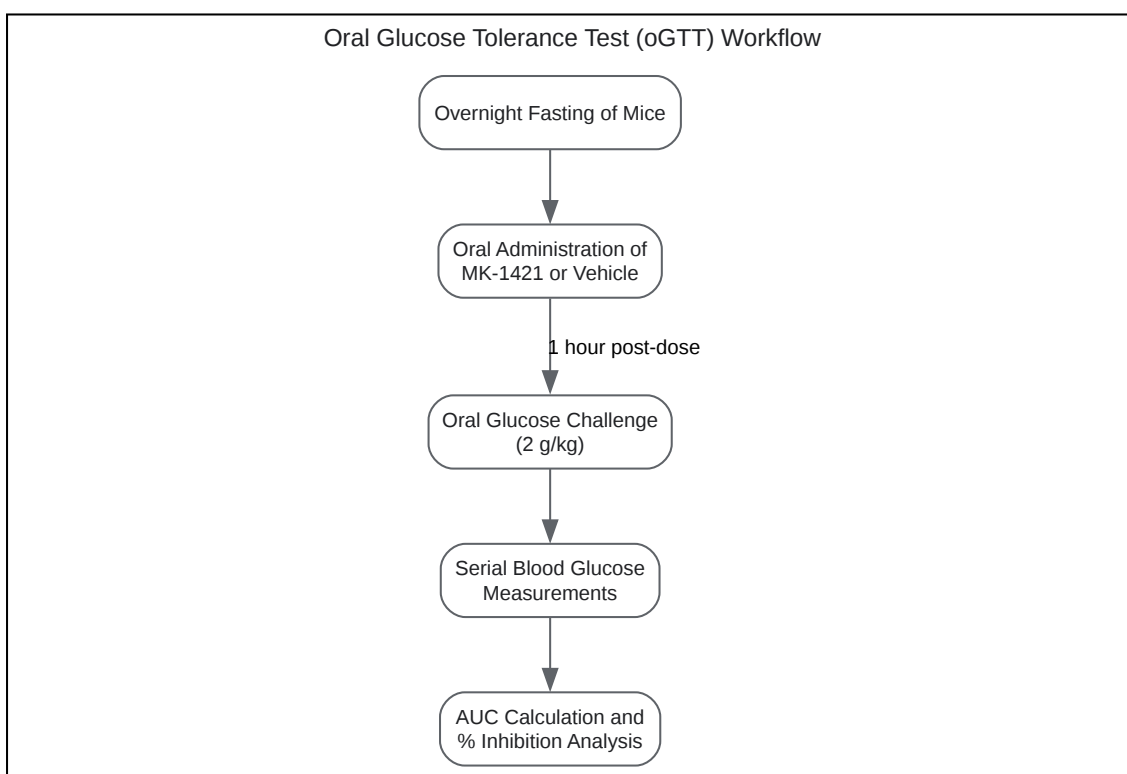 Oral Glucose Tolerance Test (oGTT) Workflow
Overnight Fasting of Mice
Oral Administration of
MK-1421 or Vehicle
1 hour post-dose
Oral Glucose Challenge
(2 g/kg)
Serial Blood Glucose
Measurements
AUC Calculation and
% Inhibition Analysis